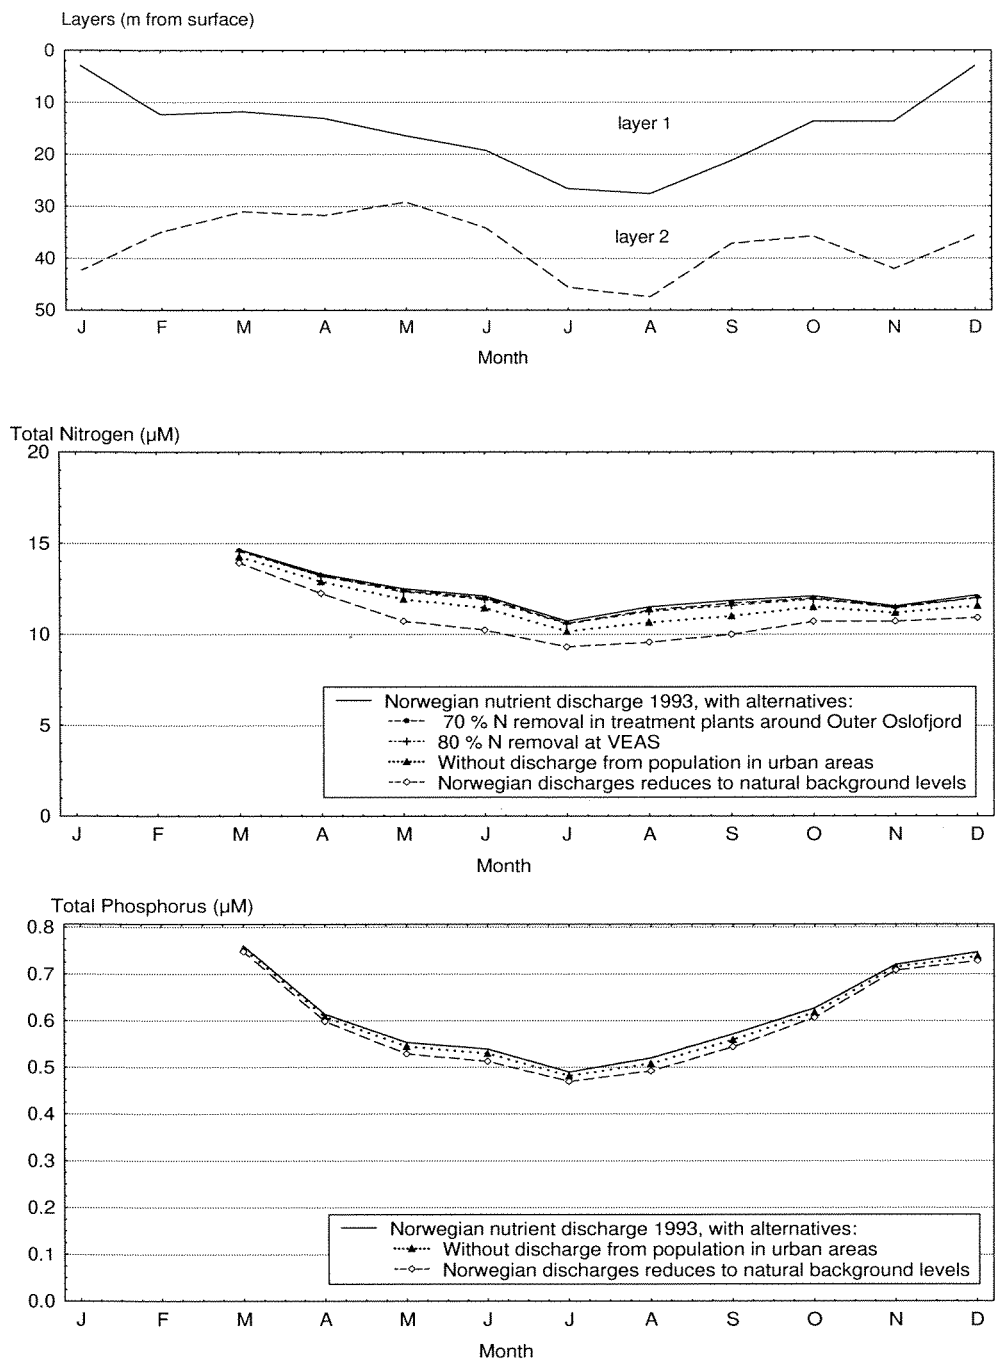 Layers (m from surface)
0
10
20
30
40
50
layer 1
layer 2
J F M A M J J A S O N D
Month
Total Nitrogen (µM)
20
15
10
5
0
Norwegian nutrient discharge 1993, with alternatives:
70 % N removal in treatment plants around Outer Oslofjord
80 % N removal at VEAS
Without discharge from population in urban areas
Norwegian discharges reduces to natural background levels
J F M A M J J A S O N D
Month
Total Phosphorus (µM)
0.8
0.7
0.6
0.5
0.4
0.3
0.2
0.1
0.0
Norwegian nutrient discharge 1993, with alternatives:
Without discharge from population in urban areas
Norwegian discharges reduces to natural background levels
J F M A M J J A S O N D
Month